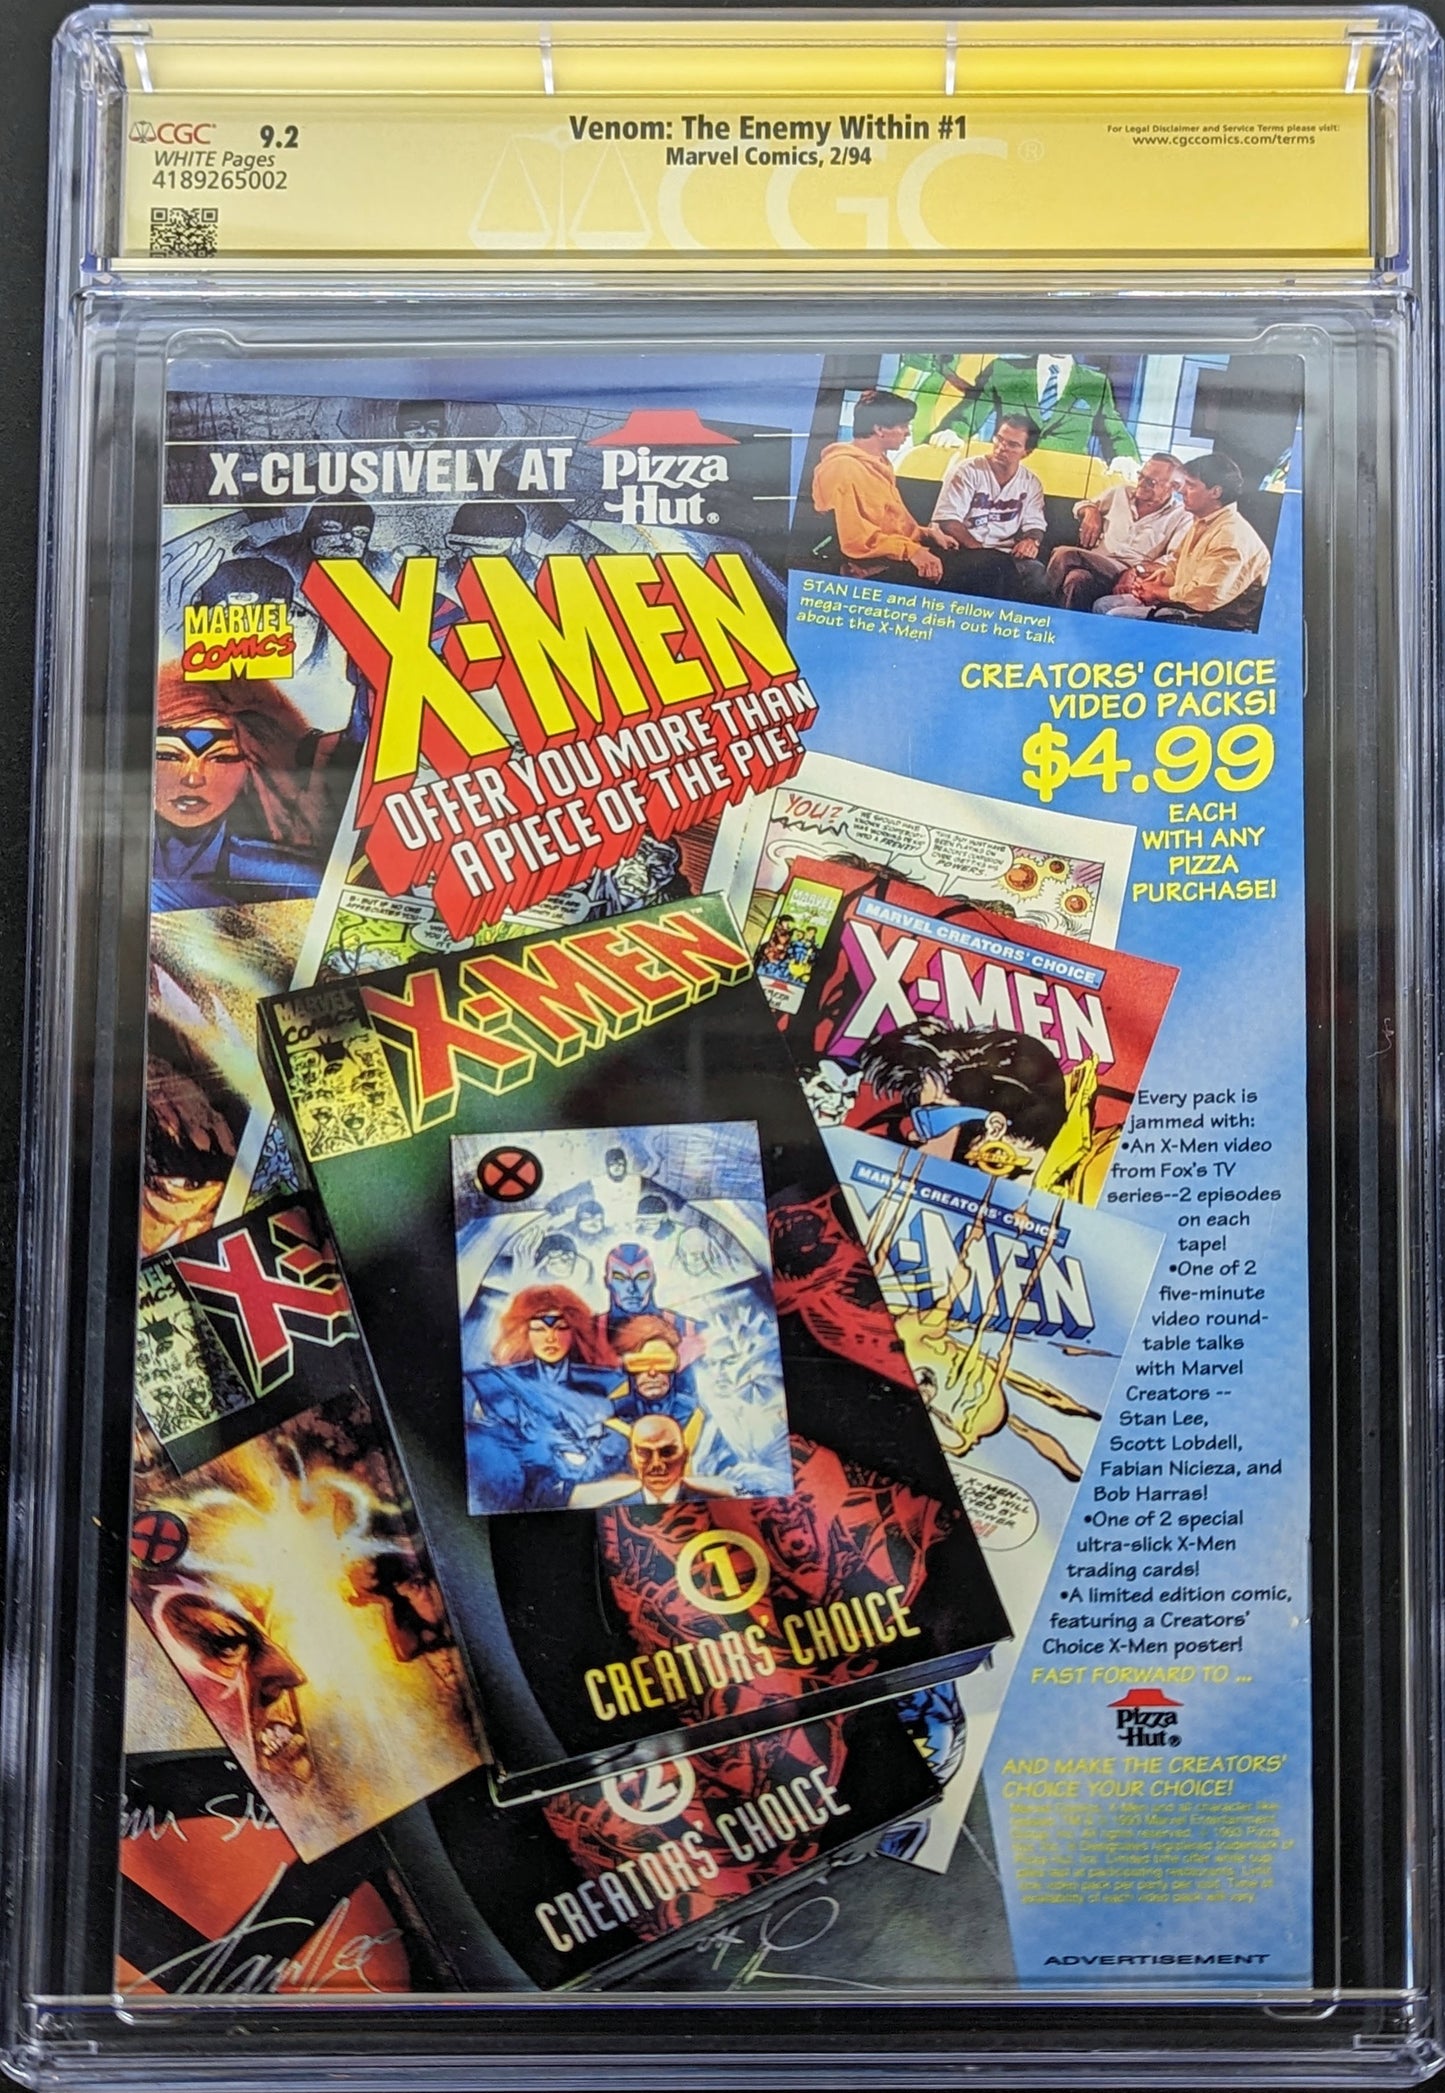 CGC 9.2
WHITE Pages
4189265002
Venom: The Enemy Within #1
Marvel Comics, 2/94
For Legal Disclaimer and Service Terms please visit:
www.cgccomics.com/terms
CGC
X-CLUSIVELY AT Pizza Hut®
MARVEL
COMICS
X-MEN
OFFER YOU MORE THAN
A PIECE OF THE PIE!
STAN LEE and his fellow Marvel
mega-creators dish out hot talk
about the X-Men!
CREATORS' CHOICE
VIDEO PACKS!
$4.99
EACH
WITH ANY
PIZZA
PURCHASE!
YOU?
MARVEL
MARVEL CREATORS' CHOICE
X-MEN
MARVEL COMICS
X-MEN
MARVEL CREATORS' CHOICE
X-MEN
1
CREATORS' CHOICE
2
CREATORS' CHOICE
Every pack is
jammed with:
•An X-Men video
from Fox's TV
series--2 episodes
on each
tape!
•One of 2
five-minute
video round-
table talks
with Marvel
Creators --
Stan Lee,
Scott Lobdell,
Fabian Nicieza, and
Bob Harras!
•One of 2 special
ultra-slick X-Men
trading cards!
•A limited edition comic,
featuring a Creators'
Choice X-Men poster!
FAST FORWARD TO ...
Pizza
Hut®
AND MAKE THE CREATORS'
CHOICE YOUR CHOICE!
Stan Lee
ADVERTISEMENT